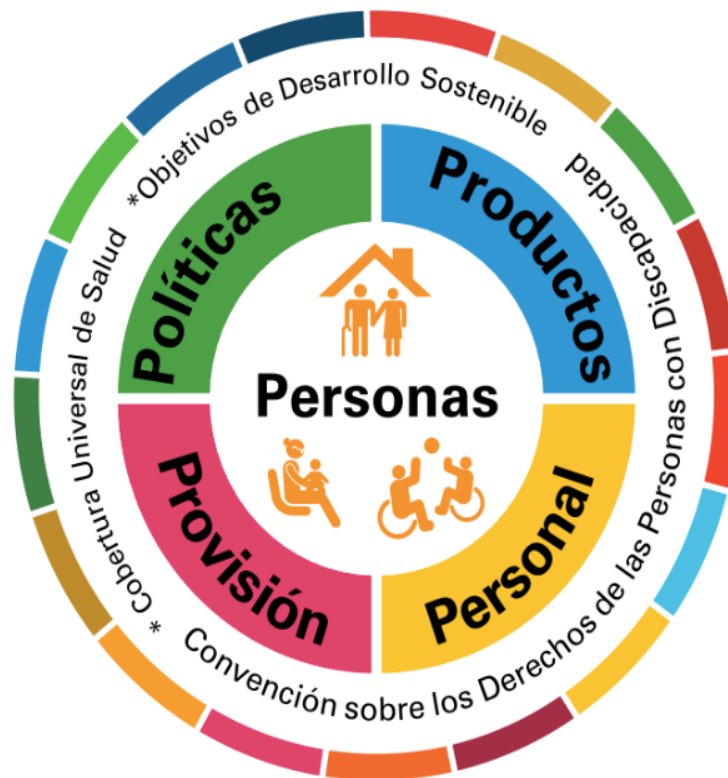 *Objetivos de Desarrollo Sostenible
Convención sobre los Derechos de las Personas con Discapacidad
* Cobertura Universal de Salud
Políticas
Productos
Personas
Provisión
Personal